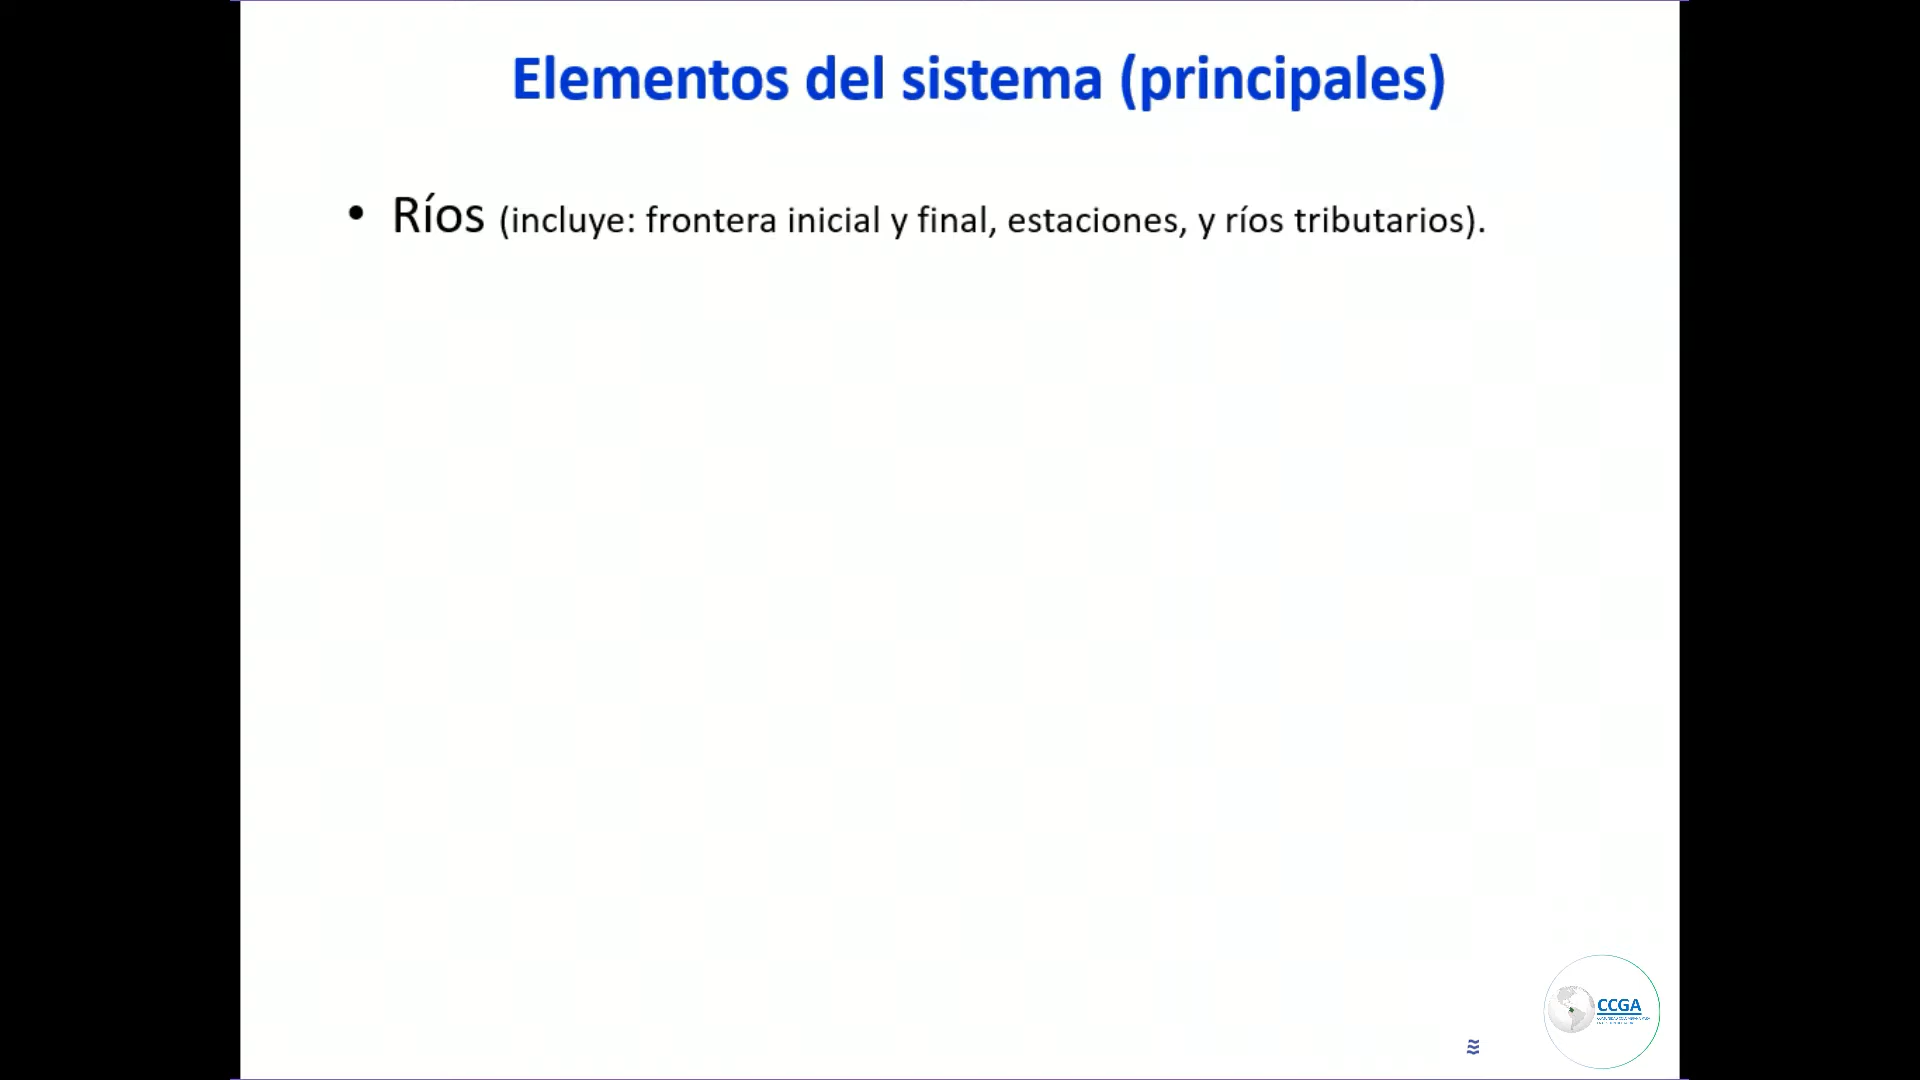 Elementos del sistema (principales)
• Ríos (incluye: frontera inicial y final, estaciones, y ríos tributarios).
CCGA